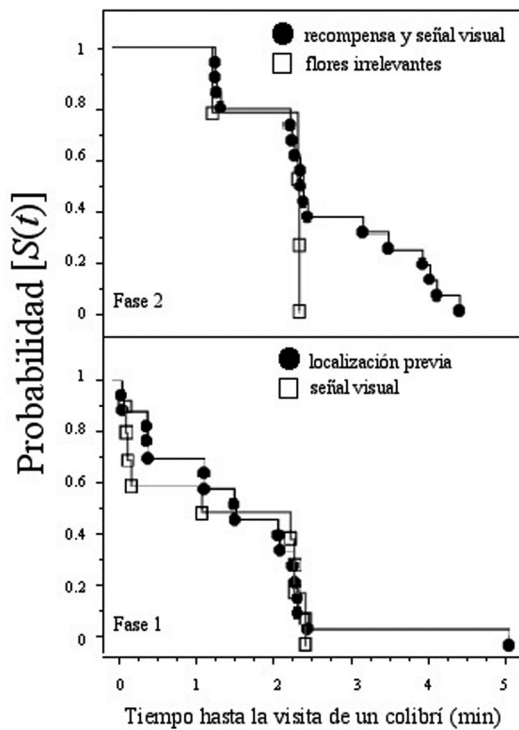 recompensa y señal visual
flores irrelevantes
1
0.8
0.6
0.4
0.2
0
Fase 2
Probabilidad [S(t)]
localización previa
señal visual
1
0.8
0.6
0.4
0.2
0
Fase 1
0 1 2 3 4 5
Tiempo hasta la visita de un colibrí (min)